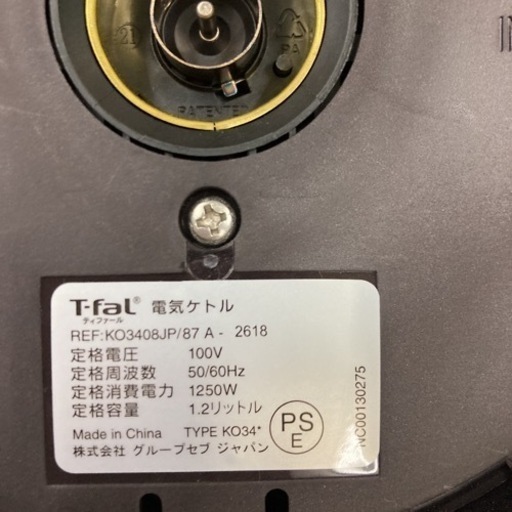 21
PA
PATENTED
T-fal® 電気ケトル
ティファール
REF:KO3408JP/87 A - 2618
定格電圧 100V
定格周波数 50/60Hz
定格消費電力 1250W
定格容量 1.2リットル
PS
E
Made in China TYPE KO34*
株式会社 グループセブ ジャパン
NC00130275